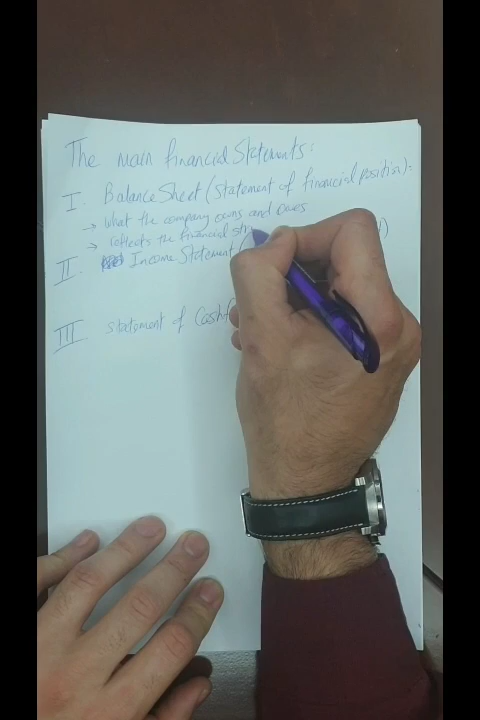 The main financial Statements:
I. Balance Sheet (statement of financial position):
→ What the company owns and owes
→ reflects the financial
II. Income Statement (
III statement of Cash